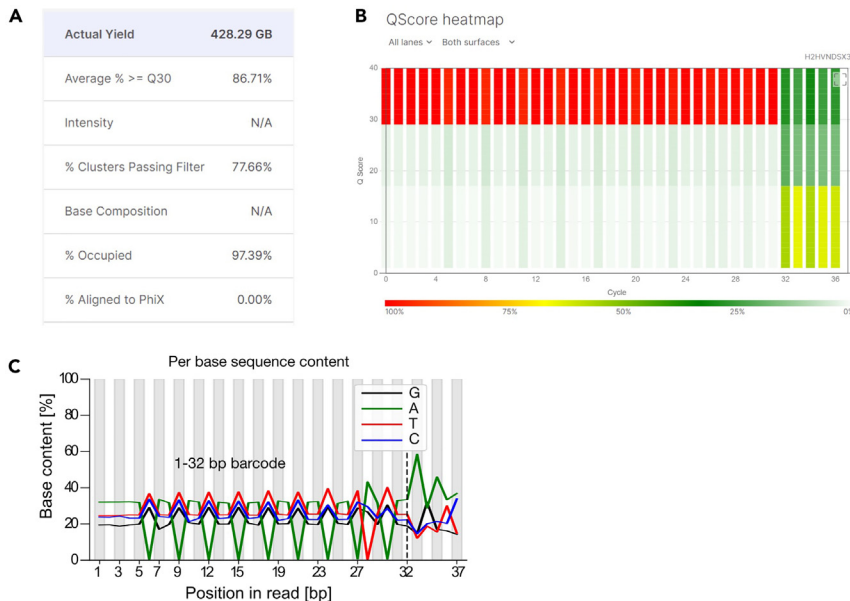 A
Actual Yield 428.29 GB
Average % >= Q30 86.71%
Intensity N/A
% Clusters Passing Filter 77.66%
Base Composition N/A
% Occupied 97.39%
% Aligned to PhiX 0.00%
B
QScore heatmap
All lanes Both surfaces
H2HVNDSX3
40
30
20
10
0
Q Score
0 4 8 12 16 20 24 28 32 36
Cycle
100% 75% 50% 25% 0%
C
Per base sequence content
100
80
60
40
20
0
Base content [%]
G
A
T
C
1-32 bp barcode
1 3 5 7 9 12 15 19 21 23 27 32 37
Position in read [bp]